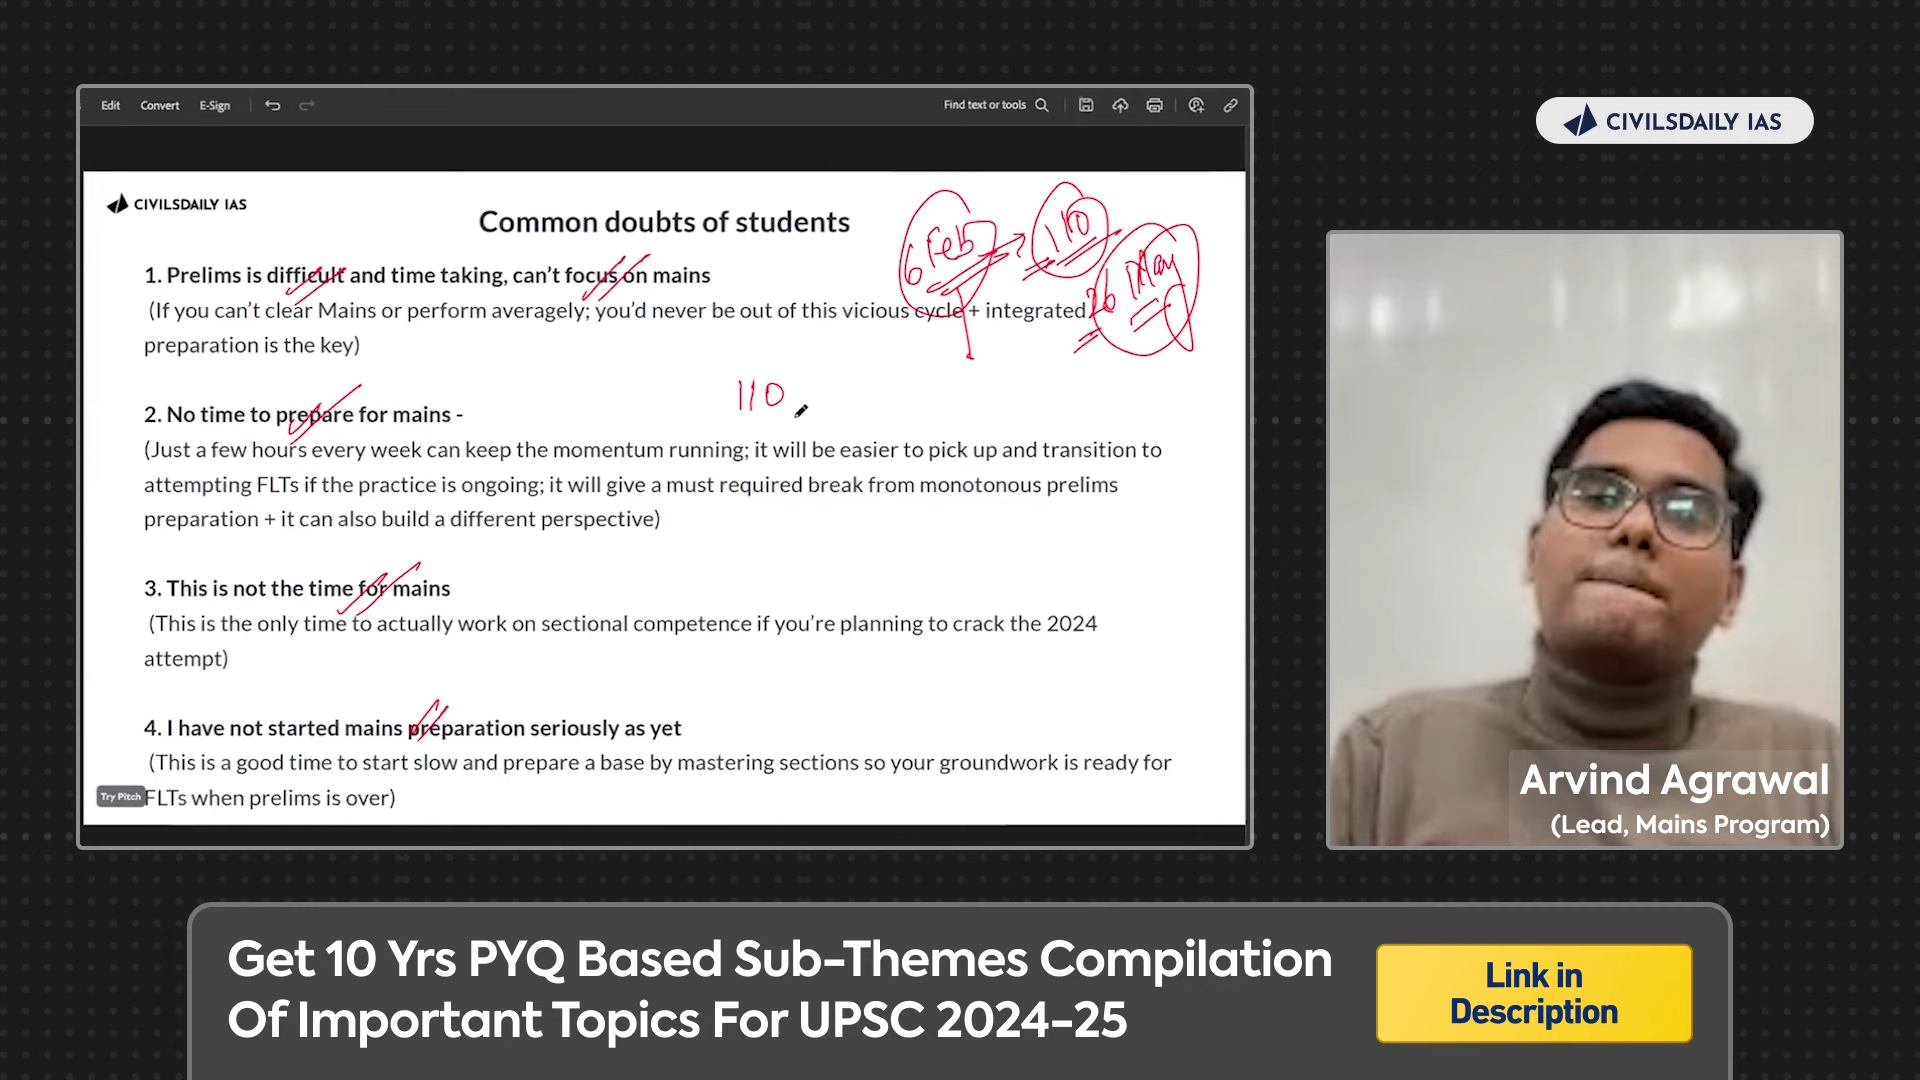 Edit Convert E-Sign Find text or tools
CIVILSDAILY IAS
CIVILSDAILY IAS
Common doubts of students
6 Feb 110
26 May
1. Prelims is difficult and time taking, can't focus on mains
(If you can't clear Mains or perform averagely; you'd never be out of this vicious cycle + integrated
preparation is the key)
110
2. No time to prepare for mains -
(Just a few hours every week can keep the momentum running; it will be easier to pick up and transition to
attempting FLTs if the practice is ongoing; it will give a must required break from monotonous prelims
preparation + it can also build a different perspective)
3. This is not the time for mains
(This is the only time to actually work on sectional competence if you're planning to crack the 2024
attempt)
4. I have not started mains preparation seriously as yet
(This is a good time to start slow and prepare a base by mastering sections so your groundwork is ready for
Try Pitch FLTs when prelims is over)
Arvind Agrawal
(Lead, Mains Program)
Get 10 Yrs PYQ Based Sub-Themes Compilation
Of Important Topics For UPSC 2024-25
Link in
Description